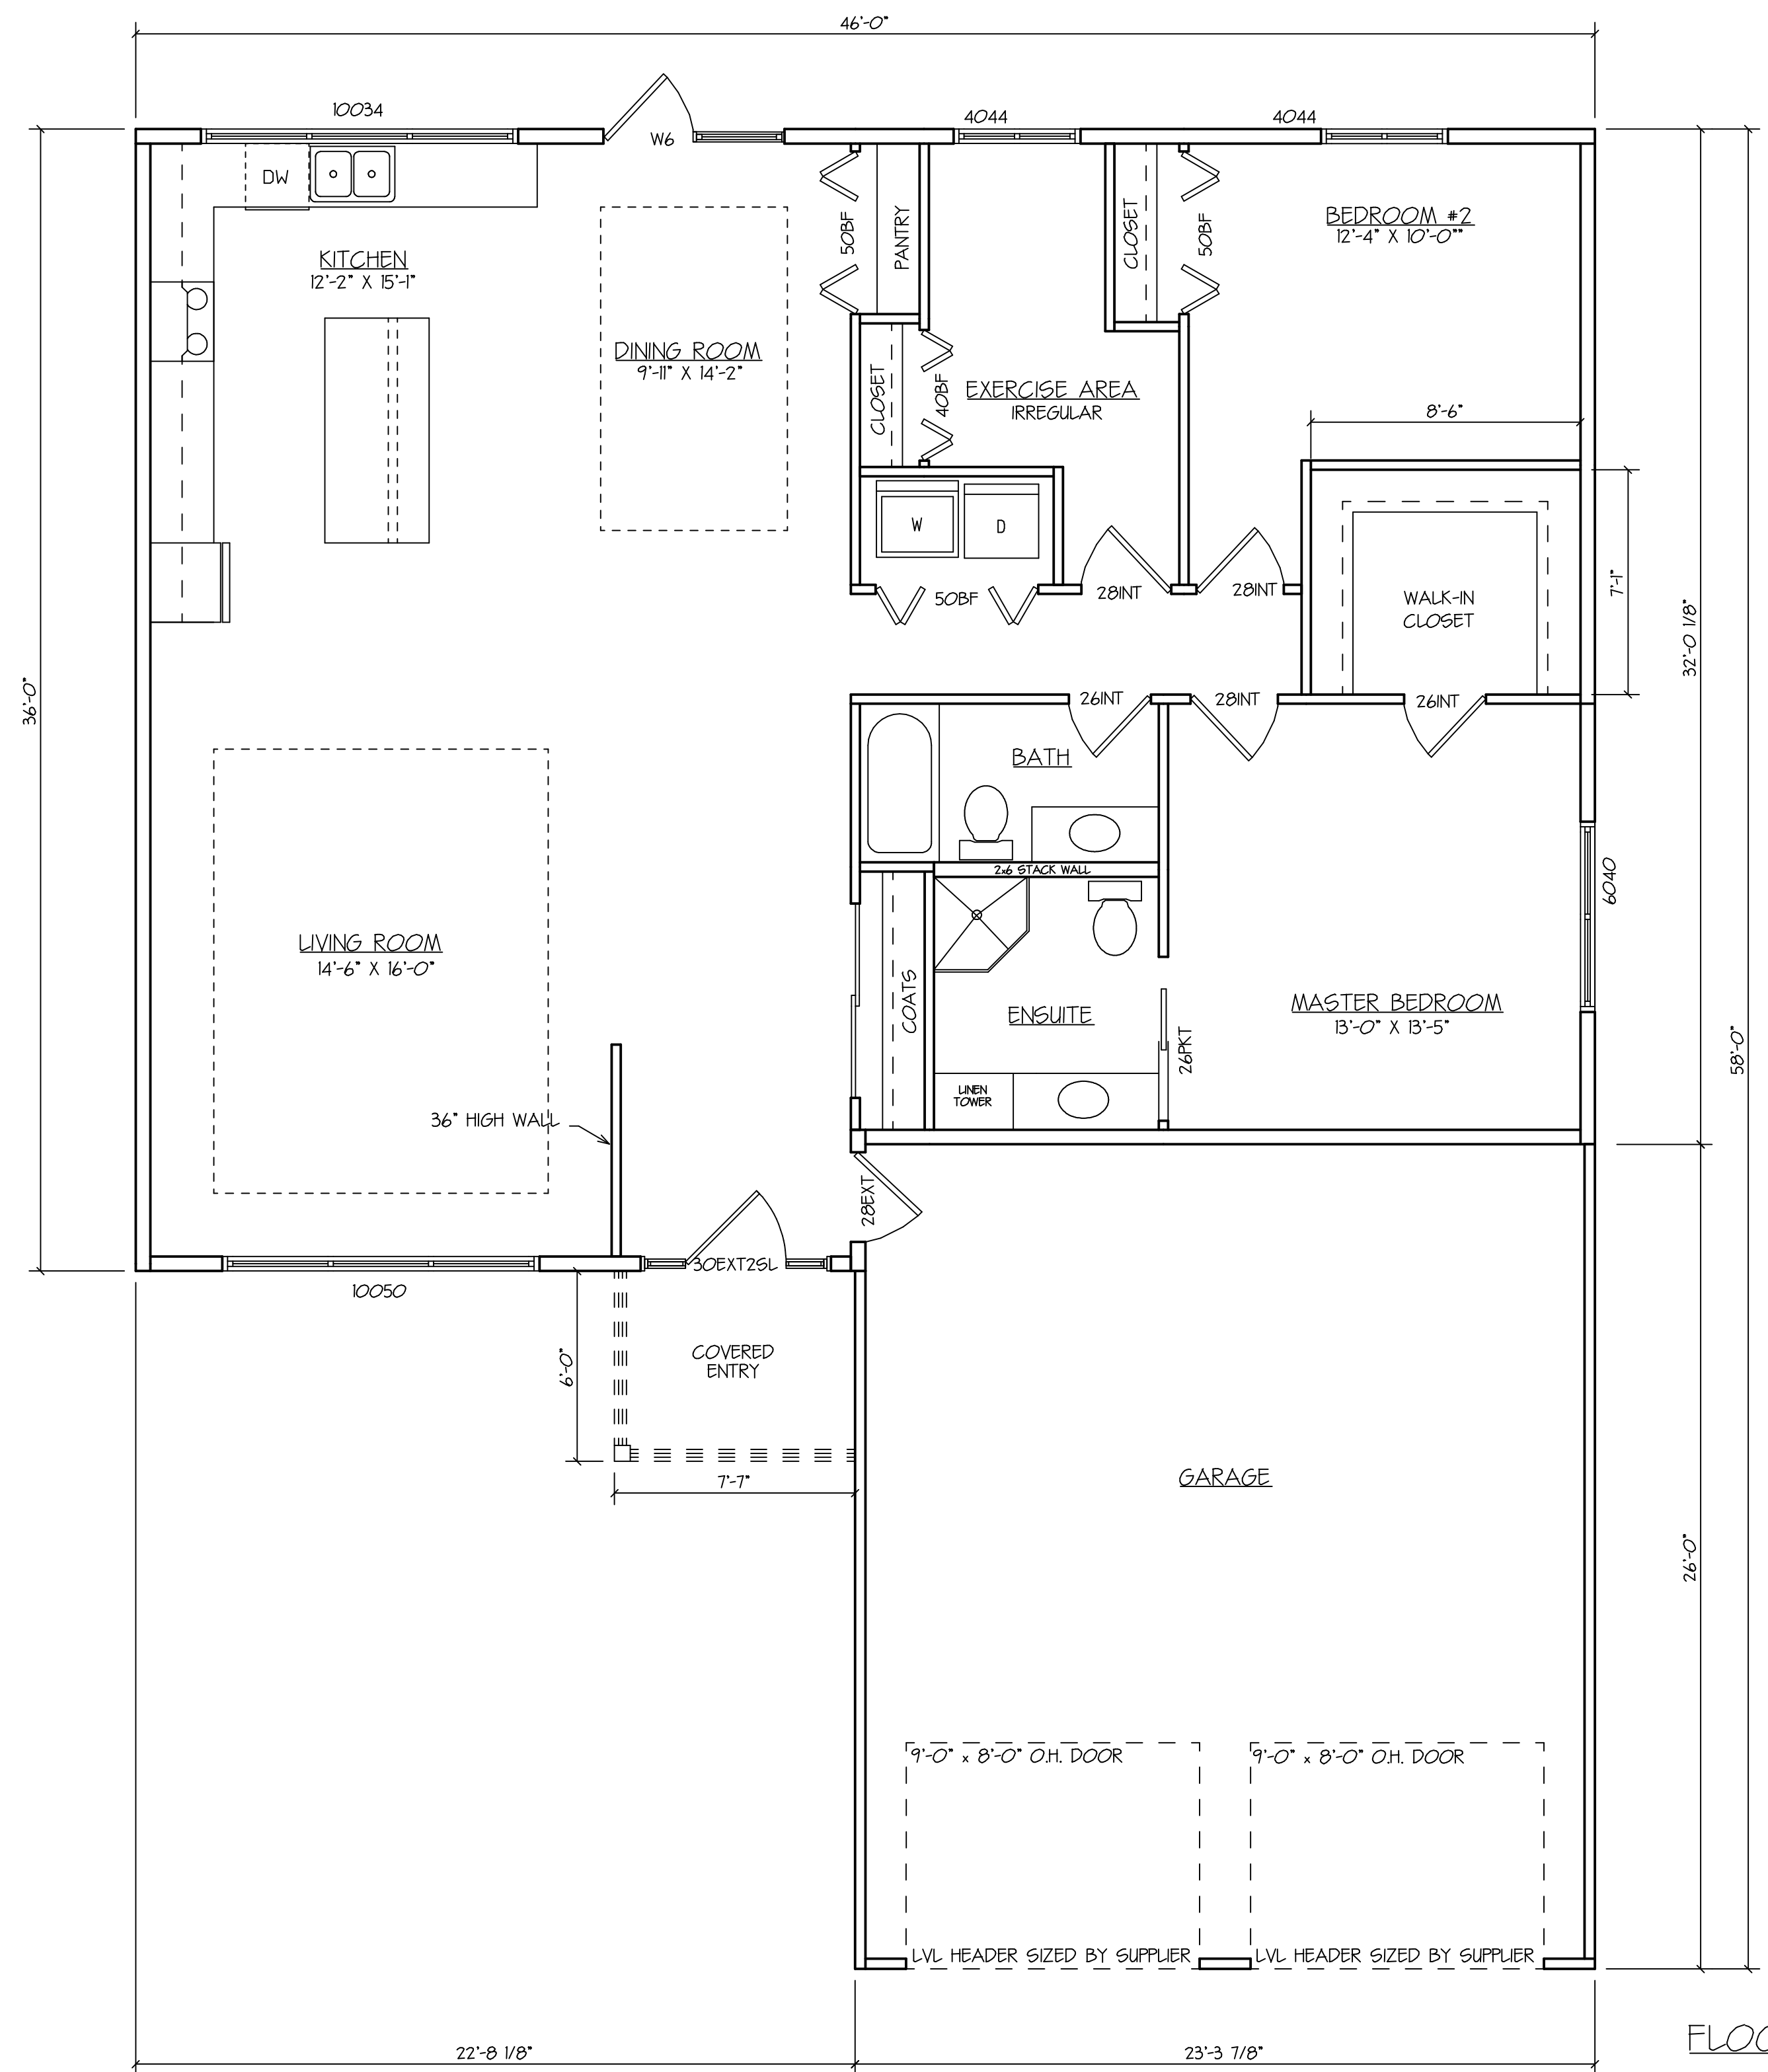 46'-0"
10034
W6
4044
4044
DW
KITCHEN
12'-2" X 15'-1"
50BF
PANTRY
CLOSET
50BF
BEDROOM #2
12'-4" X 10'-0""
DINING ROOM
9'-11" X 14'-2"
CLOSET
40BF
EXERCISE AREA
IRREGULAR
8'-6"
W
D
50BF
28INT
28INT
WALK-IN
CLOSET
7'-1"
32'-0 1/8"
36'-0"
26INT
28INT
26INT
BATH
2x6 STACK WALL
6040
LIVING ROOM
14'-6" X 16'-0"
COATS
ENSUITE
26PKT
MASTER BEDROOM
13'-0" X 13'-5"
58'-0"
LINEN
TOWER
36" HIGH WALL
28EXT
30EXT2SL
10050
COVERED
ENTRY
6'-0"
7'-7"
GARAGE
26'-0"
9'-0" x 8'-0" O.H. DOOR
9'-0" x 8'-0" O.H. DOOR
LVL HEADER SIZED BY SUPPLIER
LVL HEADER SIZED BY SUPPLIER
22'-8 1/8"
23'-3 7/8"